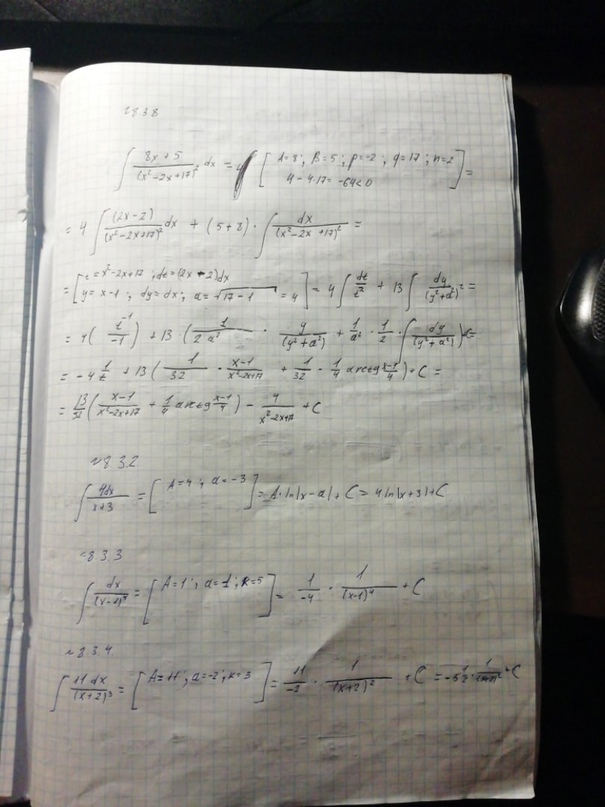 № 8.3.8
∫ (8x+5)/(x²-2x+17)² dx = [A=8; B=5; p=-2; q=17; n=2
4-4·17=-64<0] =
= 4 ∫ (2x-2)/(x²-2x+17)² dx + (5+8) · ∫ dx/(x²-2x+17)² =
= [t=x²-2x+17; dt=(2x-2)dx
y=x-1; dy=dx; a=√17-1 = 4] = 4 ∫ dt/t² + 13 ∫ dy/(y²+a²)² =
= 4( t⁻¹/-1 ) + 13 ( 1/2a² · y/(y²+a²) + 1/a² · 1/2 · ∫ dy/(y²+a²) ) =
= -4 1/t + 13( 1/32 · x-1/x²-2x+17 + 1/32 · 1/4 arctg x-1/4 ) + C =
= 13/32 ( x-1/x²-2x+17 + 1/4 arctg x-1/4 ) - 4/x²-2x+17 + C
№ 8.3.2
∫ 4dx/x+3 = [A=4; a=-3] = A·ln|x-a| + C = 4 ln|x+3| + C
№ 8.3.3
∫ dx/(x-1)⁵ = [A=1; a=1; k=5] = 1/-4 · 1/(x-1)⁴ + C
№ 8.3.4
∫ 11 dx/(x+2)³ = [A=11; a=-2; k=3] = 11/-2 · 1/(x+2)² + C = -5 1/2 · 1/(x+2)² + C